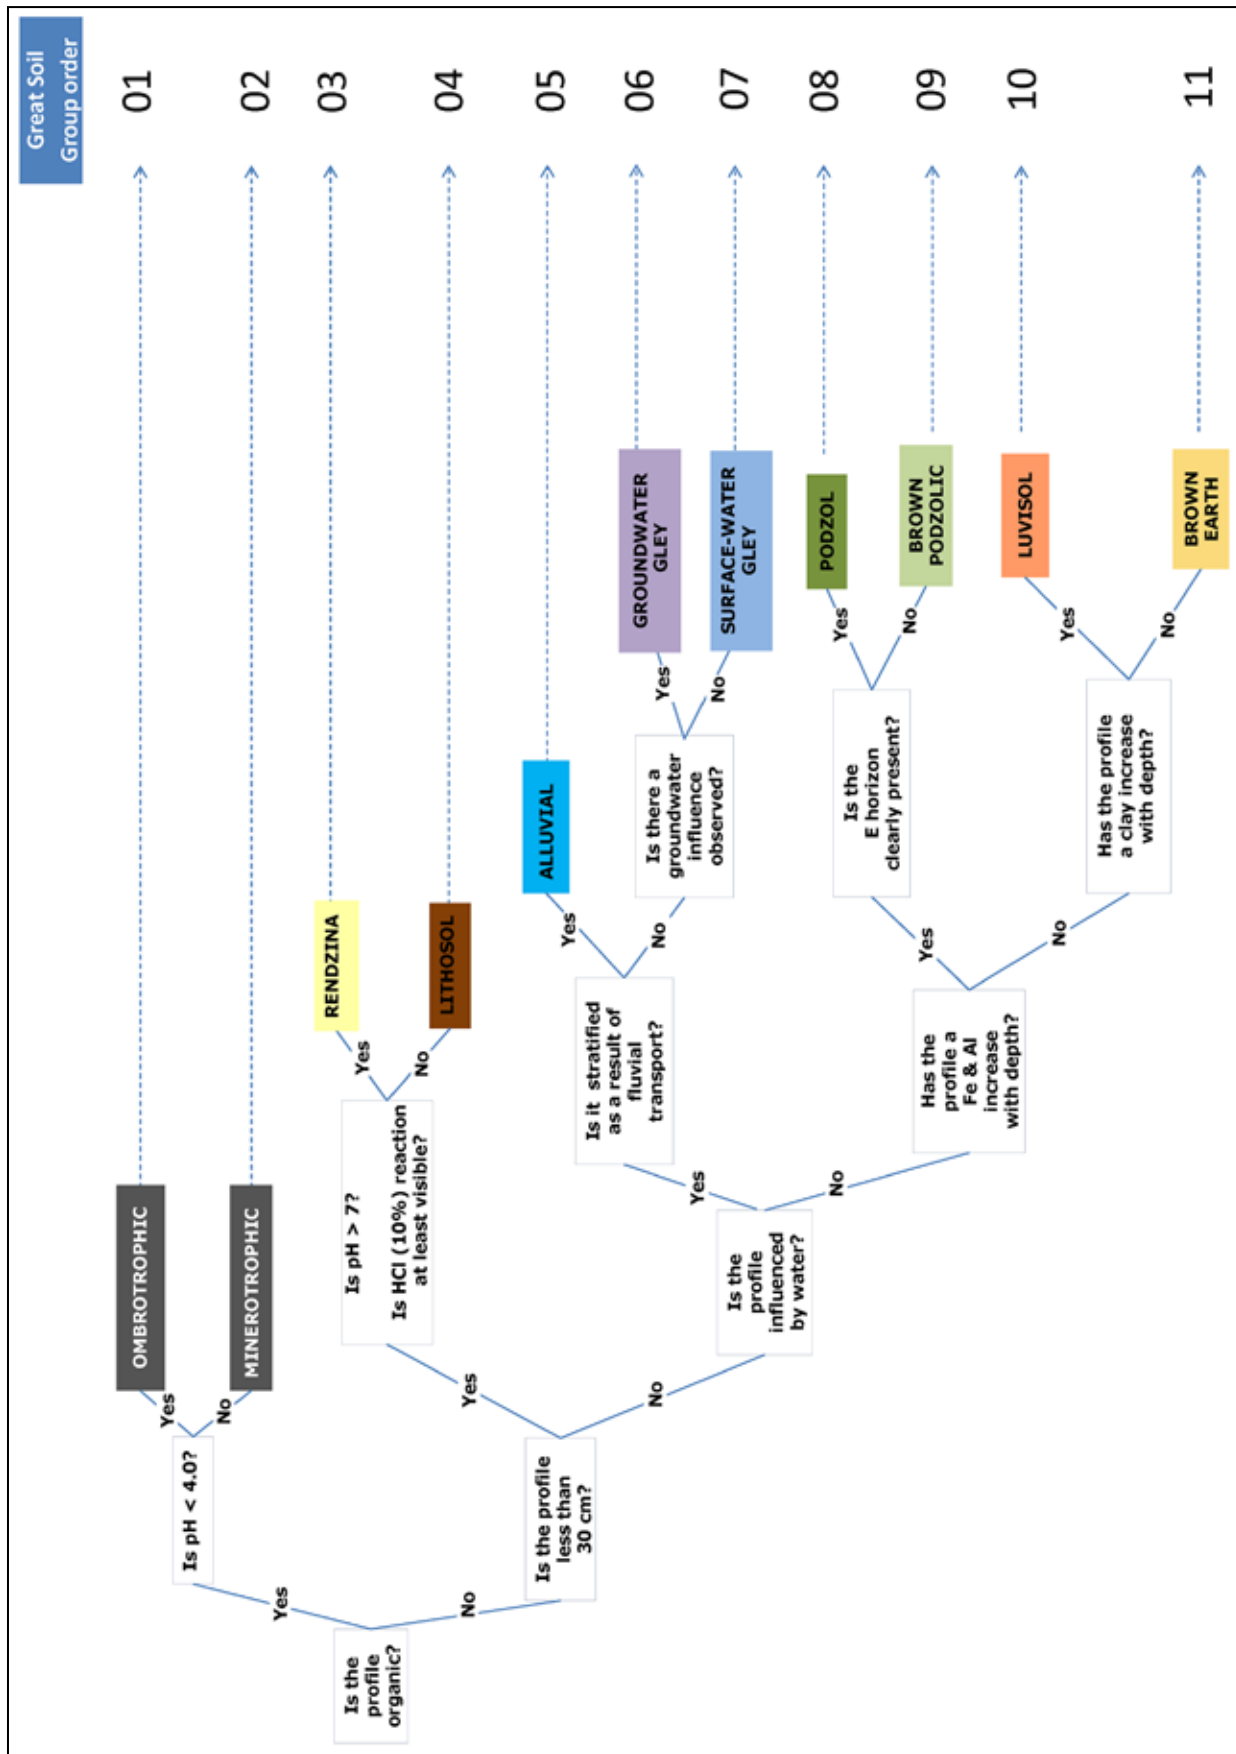 Great Soil
Group order
Is the
profile
organic?
Yes
No
Is pH < 4.0?
Yes
No
OMBROTROPHIC
01
MINEROTROPHIC
02
Is the profile
less than
30 cm?
Yes
No
Is pH > 7?
Is HCl (10%) reaction
at least visible?
Yes
No
RENDZINA
03
LITHOSOL
04
Is the
profile
influenced
by water?
Yes
No
Is it stratified
as a result of
fluvial
transport?
Yes
No
ALLUVIAL
05
Is there a
groundwater
influence
observed?
Yes
No
GROUNDWATER
GLEY
06
SURFACE-WATER
GLEY
07
Has the
profile a
Fe & Al
increase
with depth?
Yes
No
Is the
E horizon
clearly present?
Yes
No
PODZOL
08
BROWN
PODZOLIC
09
Has the profile
a clay increase
with depth?
Yes
No
LUVISOL
10
BROWN
EARTH
11